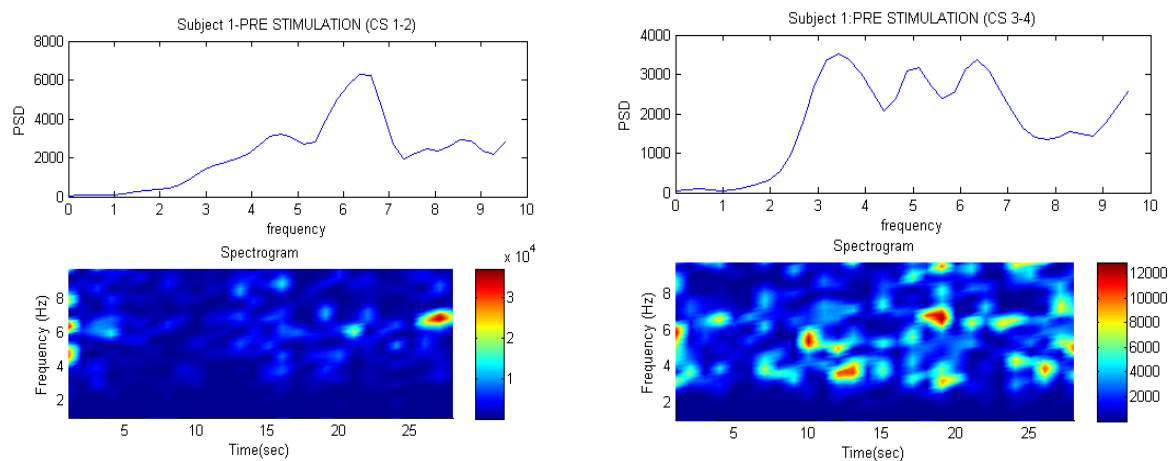 Subject 1-PRE STIMULATION (CS 1-2)
8000
6000
4000
2000
0
PSD
0 1 2 3 4 5 6 7 8 9 10
frequency
Spectrogram
x 10^4
8
6
4
2
Frequency (Hz)
5 10 15 20 25
Time(sec)
3
2
1
Subject 1:PRE STIMULATION (CS 3-4)
4000
3000
2000
1000
0
PSD
0 1 2 3 4 5 6 7 8 9 10
frequency
Spectrogram
8
6
4
2
Frequency (Hz)
5 10 15 20 25
Time(sec)
12000
10000
8000
6000
4000
2000